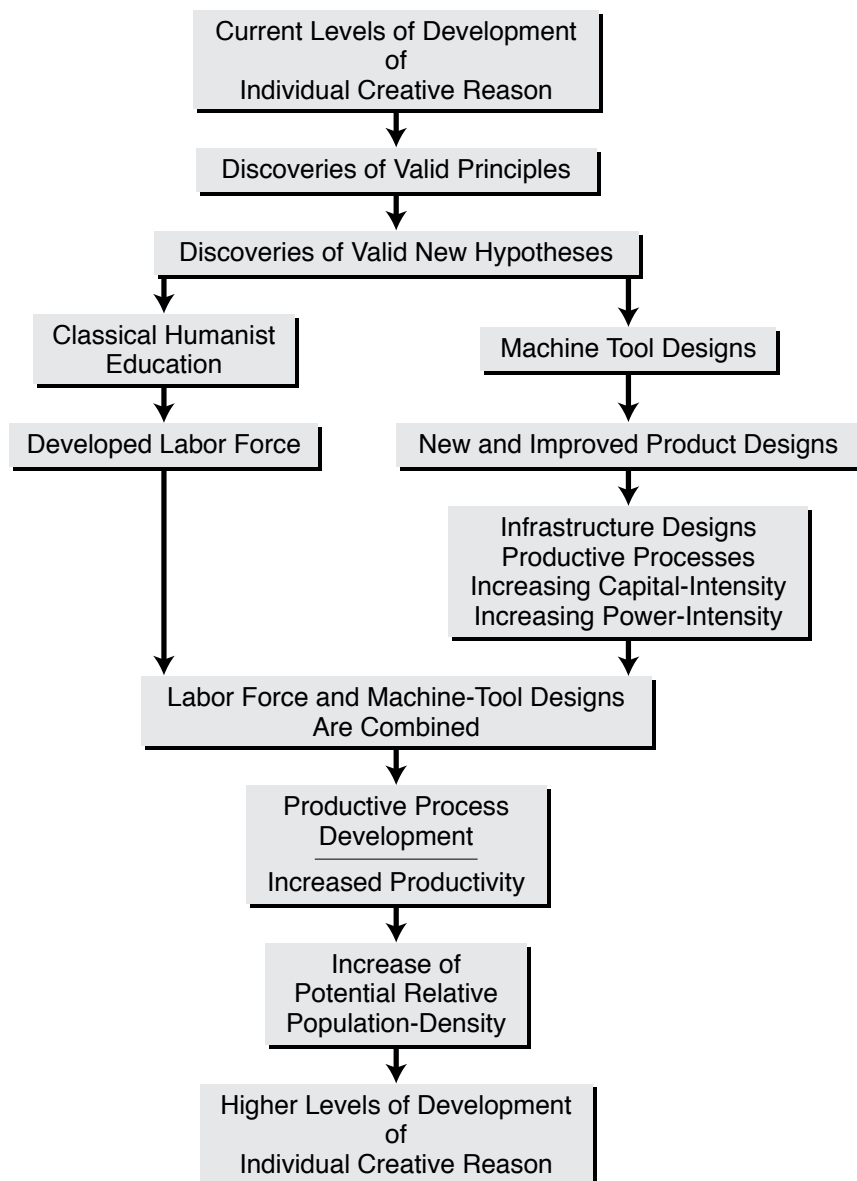 Current Levels of Development
of
Individual Creative Reason
Discoveries of Valid Principles
Discoveries of Valid New Hypotheses
Classical Humanist
Education
Machine Tool Designs
Developed Labor Force
New and Improved Product Designs
Infrastructure Designs
Productive Processes
Increasing Capital-Intensity
Increasing Power-Intensity
Labor Force and Machine-Tool Designs
Are Combined
Productive Process
Development
Increased Productivity
Increase of
Potential Relative
Population-Density
Higher Levels of Development
of
Individual Creative Reason